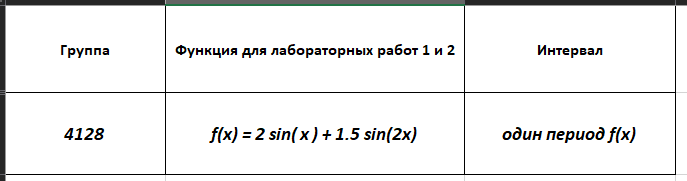 Группа Функция для лабораторных работ 1 и 2 Интервал
4128 f(x) = 2 sin( x ) + 1.5 sin(2x) один период f(x)